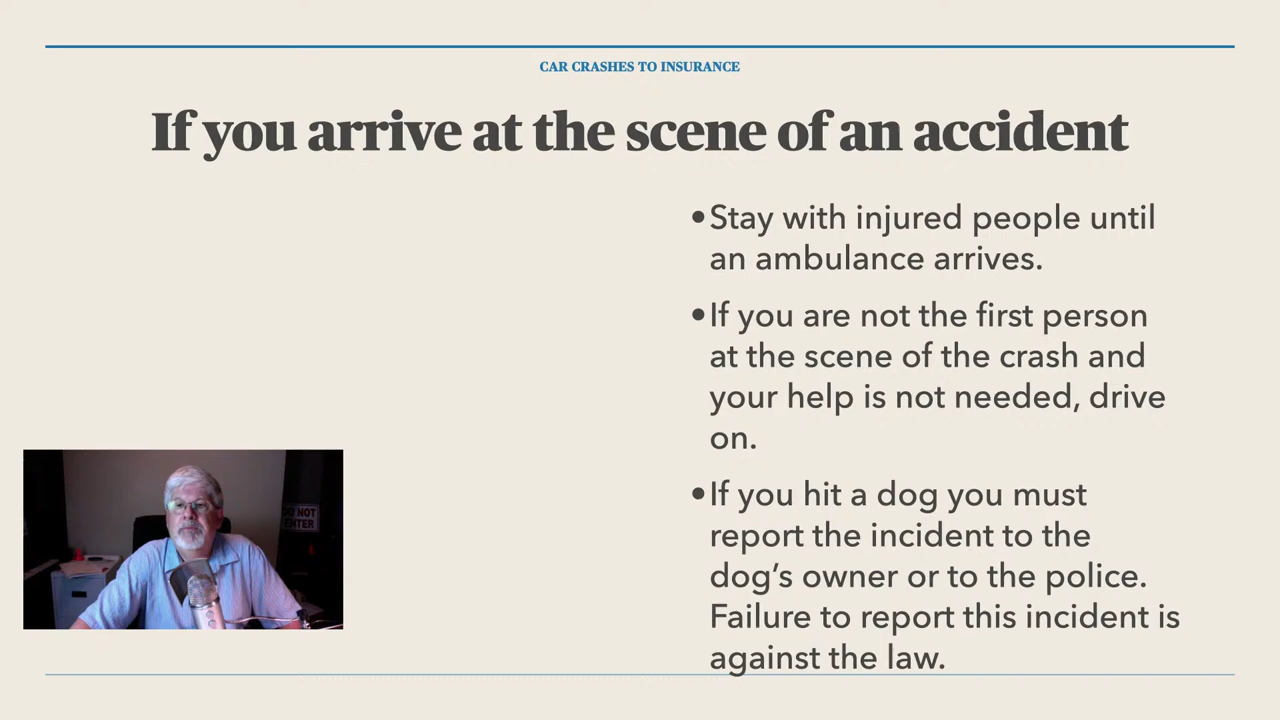 CAR CRASHES TO INSURANCE
If you arrive at the scene of an accident
•Stay with injured people until
an ambulance arrives.
•If you are not the first person
at the scene of the crash and
your help is not needed, drive
on.
•If you hit a dog you must
report the incident to the
dog’s owner or to the police.
Failure to report this incident is
against the law.
DO NOT
ENTER